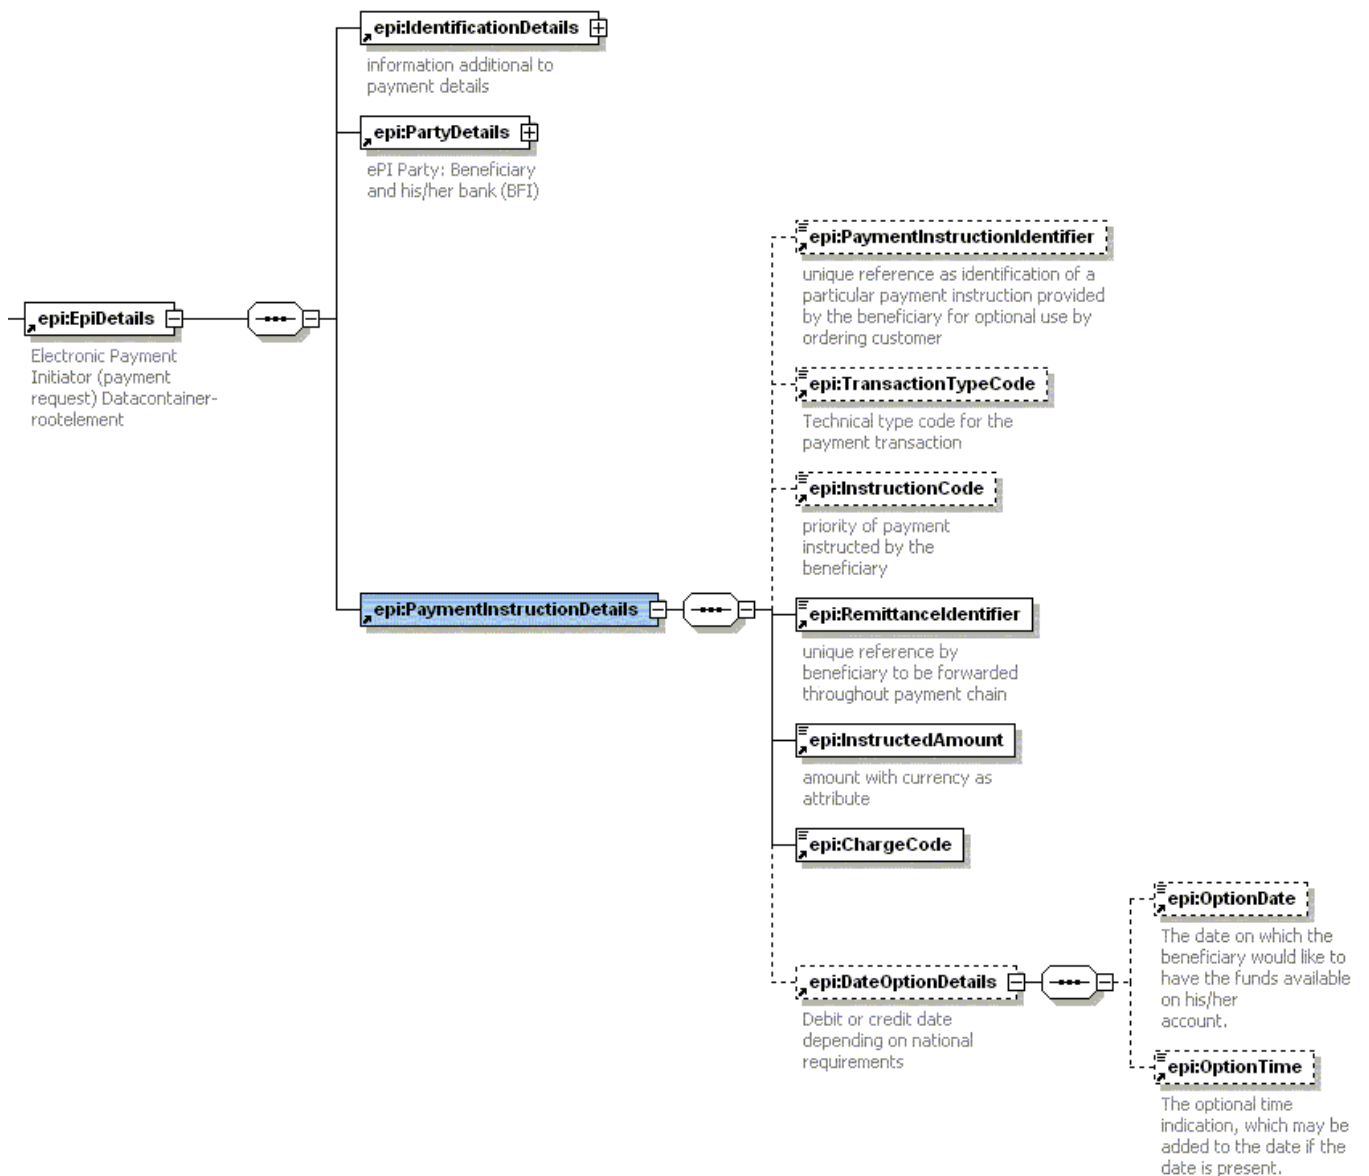 epi:IdentificationDetails
information additional to
payment details
epi:PartyDetails
ePI Party: Beneficiary
and his/her bank (BFI)
epi:EpiDetails
Electronic Payment
Initiator (payment
request) Datacontainer-
rootelement
epi:PaymentInstructionDetails
epi:PaymentInstructionIdentifier
unique reference as identification of a
particular payment instruction provided
by the beneficiary for optional use by
ordering customer
epi:TransactionTypeCode
Technical type code for the
payment transaction
epi:InstructionCode
priority of payment
instructed by the
beneficiary
epi:RemittanceIdentifier
unique reference by
beneficiary to be forwarded
throughout payment chain
epi:InstructedAmount
amount with currency as
attribute
epi:ChargeCode
epi:DateOptionDetails
Debit or credit date
depending on national
requirements
epi:OptionDate
The date on which the
beneficiary would like to
have the funds available
on his/her
account.
epi:OptionTime
The optional time
indication, which may be
added to the date if the
date is present.